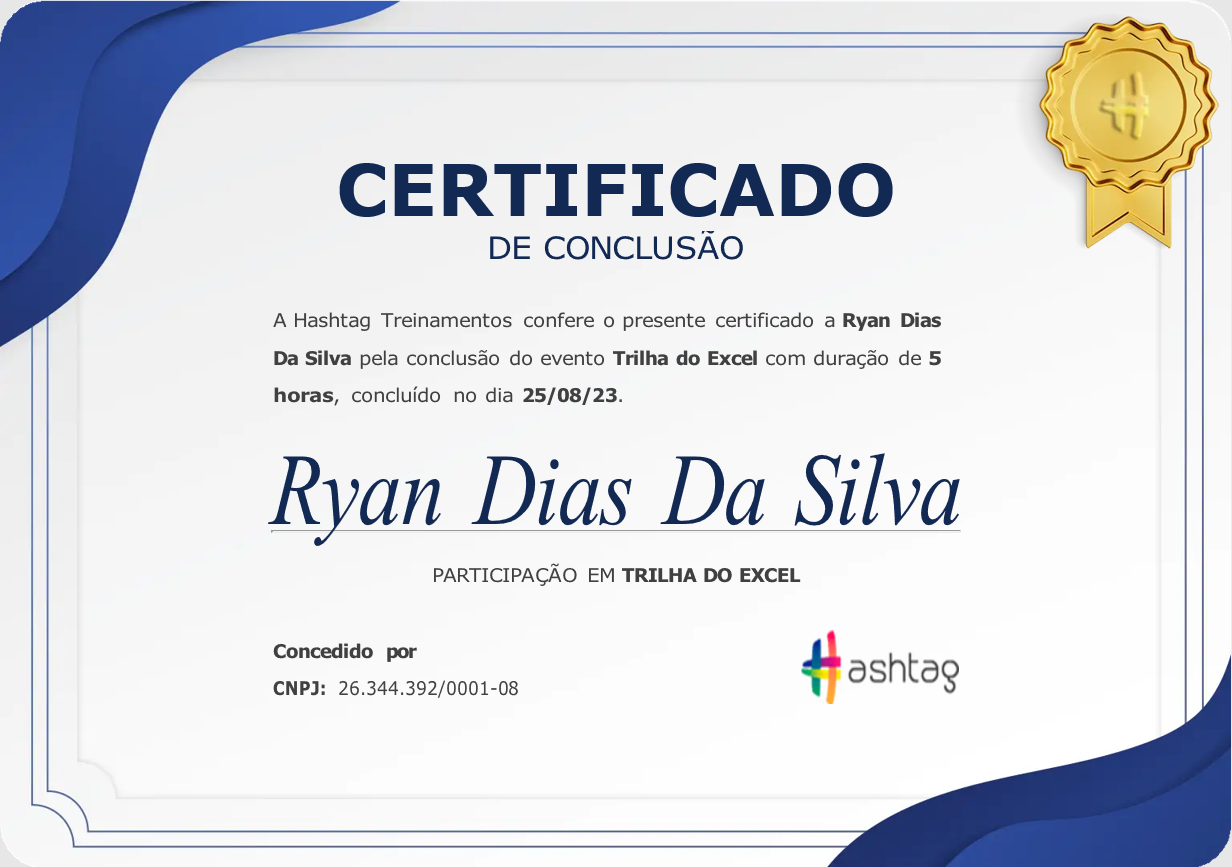 CERTIFICADO
DE CONCLUSÃO
A Hashtag Treinamentos confere o presente certificado a Ryan Dias
Da Silva pela conclusão do evento Trilha do Excel com duração de 5
horas, concluído no dia 25/08/23.
Ryan Dias Da Silva
PARTICIPAÇÃO EM TRILHA DO EXCEL
Concedido por
CNPJ: 26.344.392/0001-08
Hashtag